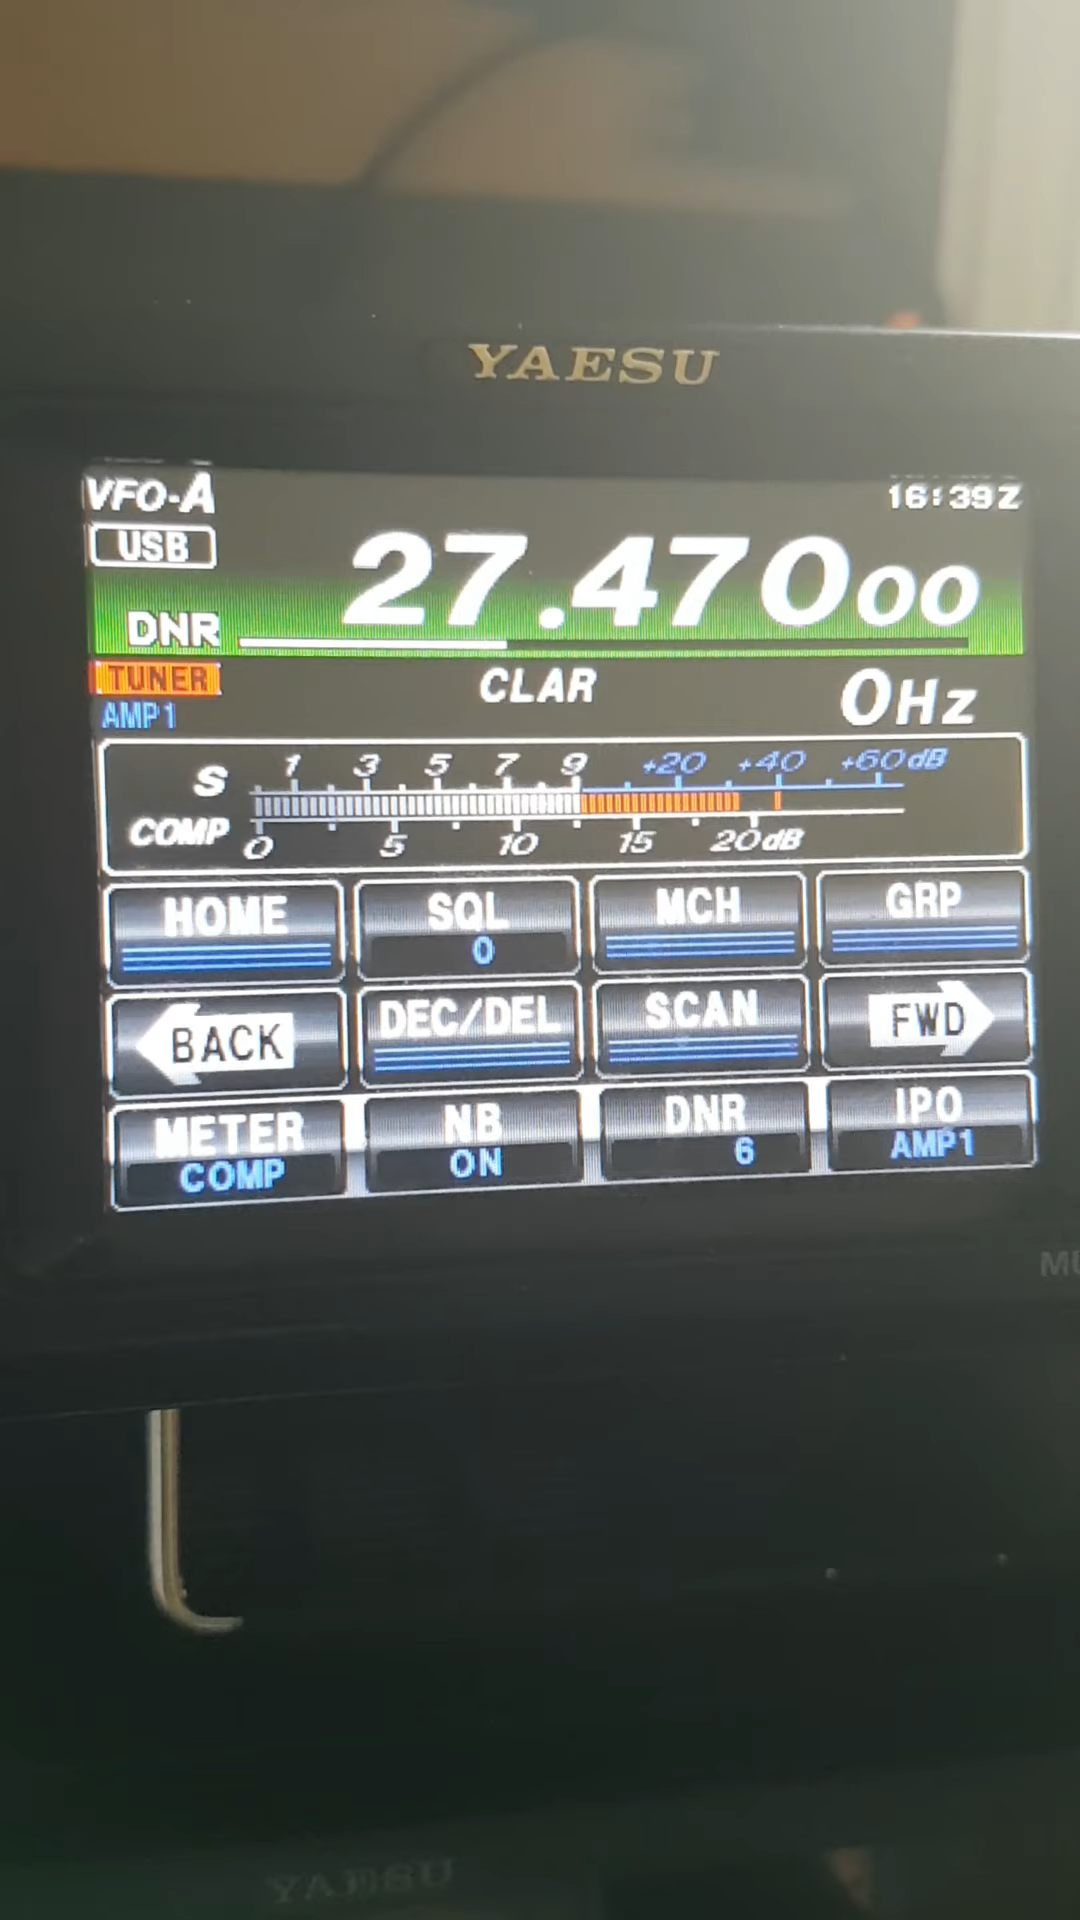 YAESU
VFO-A 16:39Z
USB 27.47000
DNR
TUNER CLAR 0Hz
AMP1
S 1 3 5 7 9 +20 +40 +60dB
COMP 0 5 10 15 20dB
HOME SQL MCH GRP
0
BACK DEC/DEL SCAN FWD
METER NB DNR IPO
COMP ON 6 AMP1
YAESU